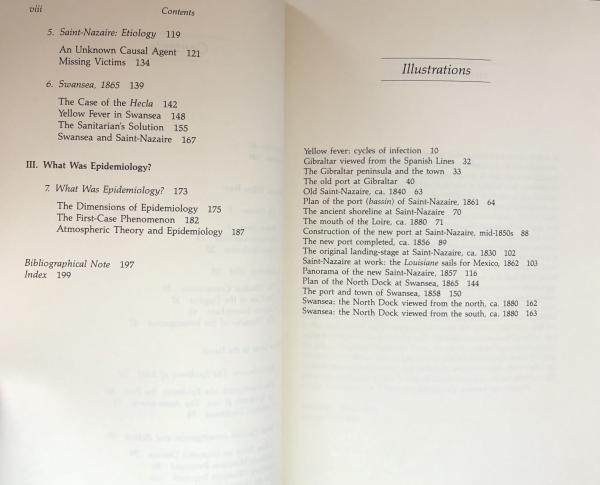 viii
Contents
5. Saint-Nazaire: Etiology 119
An Unknown Causal Agent 121
Missing Victims 134
6. Swansea, 1865 139
The Case of the Hecla 142
Yellow Fever in Swansea 148
The Sanitarian's Solution 155
Swansea and Saint-Nazaire 167
III. What Was Epidemiology?
7. What Was Epidemiology? 173
The Dimensions of Epidemiology 175
The First-Case Phenomenon 182
Atmospheric Theory and Epidemiology 187
Bibliographical Note 197
Index 199
Illustrations
Yellow fever: cycles of infection 10
Gibraltar viewed from the Spanish Lines 32
The Gibraltar peninsula and the town 33
The old port at Gibraltar 40
Old Saint-Nazaire, ca. 1840 63
Plan of the port (bassin) of Saint-Nazaire, 1861 64
The ancient shoreline at Saint-Nazaire 70
The mouth of the Loire, ca. 1880 71
Construction of the new port at Saint-Nazaire, mid-1850s 88
The new port completed, ca. 1856 89
The original landing-stage at Saint-Nazaire, ca. 1830 102
Saint-Nazaire at work: the Louisiane sails for Mexico, 1862 103
Panorama of the new Saint-Nazaire, 1857 116
Plan of the North Dock at Swansea, 1865 144
The port and town of Swansea, 1858 150
Swansea: the North Dock viewed from the north, ca. 1880 162
Swansea: the North Dock viewed from the south, ca. 1880 163